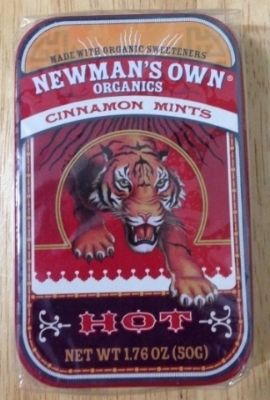 MADE WITH ORGANIC SWEETENERS
NEWMAN'S OWN®
ORGANICS
CINNAMON MINTS
HOT
NET WT 1.76 OZ (50G)